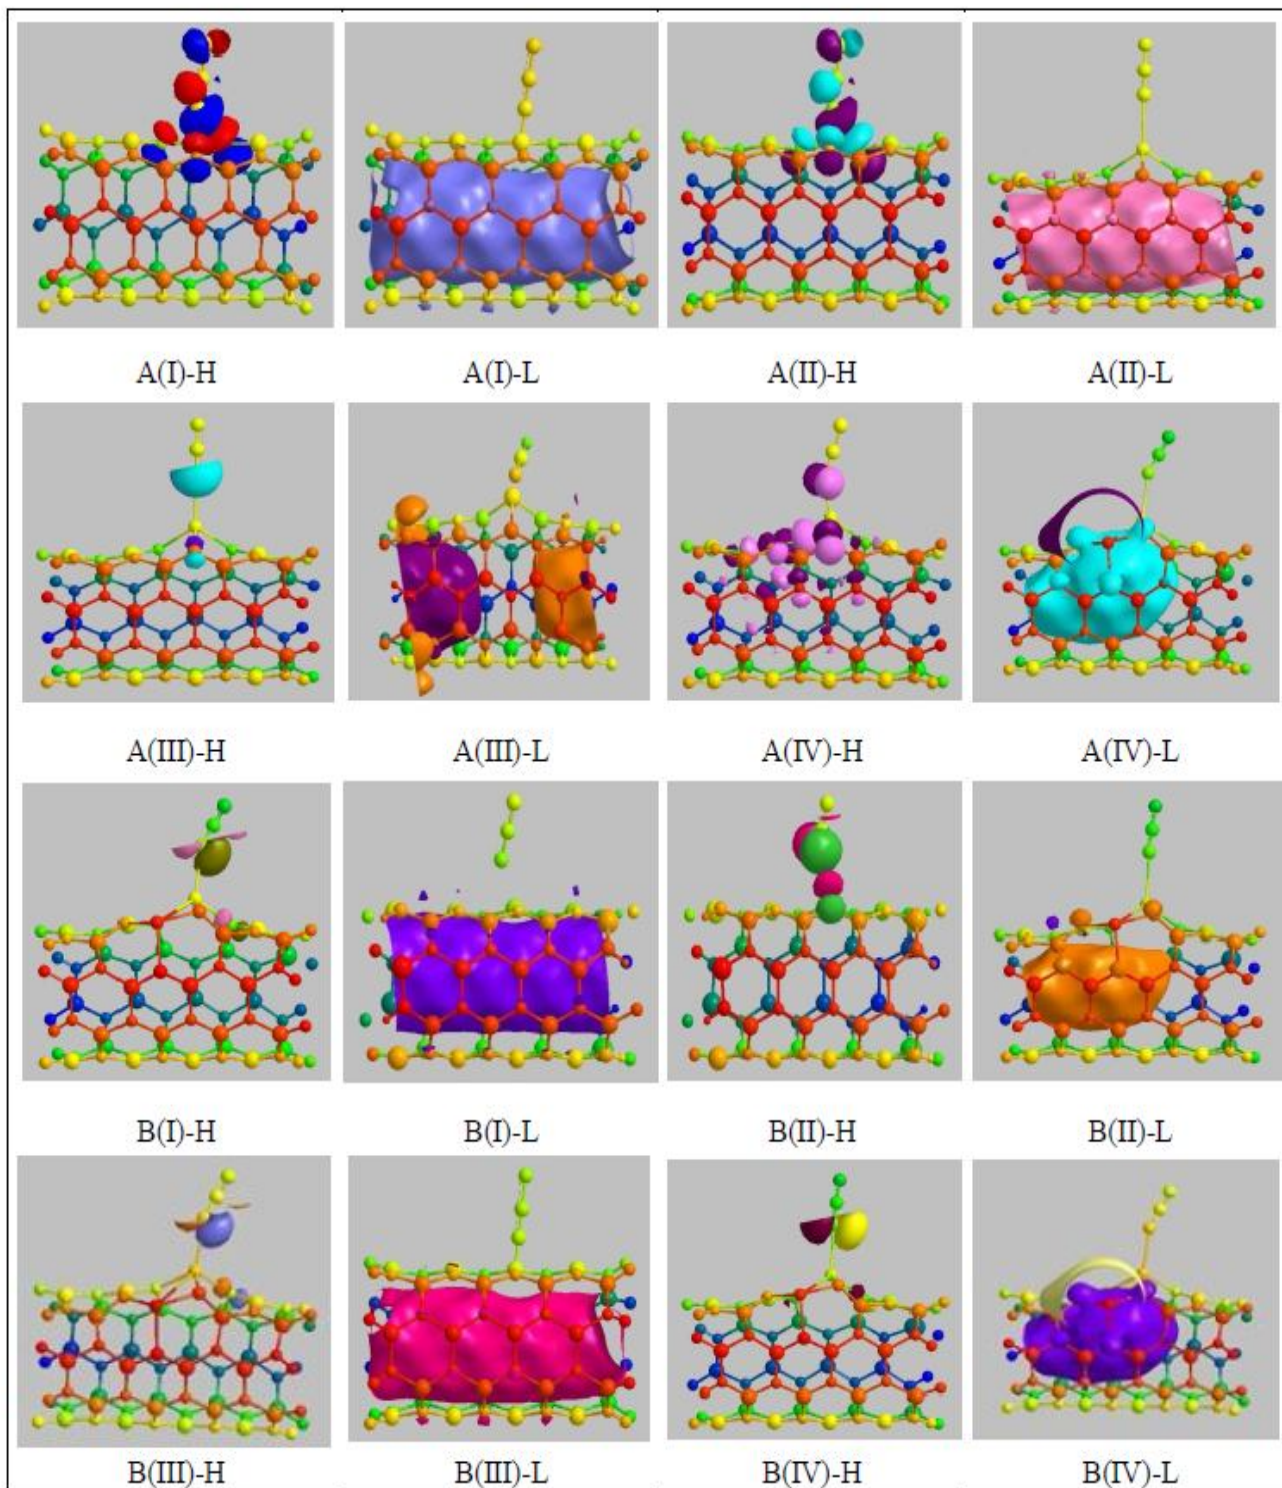 A(I)-H A(I)-L A(II)-H A(II)-L
A(III)-H A(III)-L A(IV)-H A(IV)-L
B(I)-H B(I)-L B(II)-H B(II)-L
B(III)-H B(III)-L B(IV)-H B(IV)-L